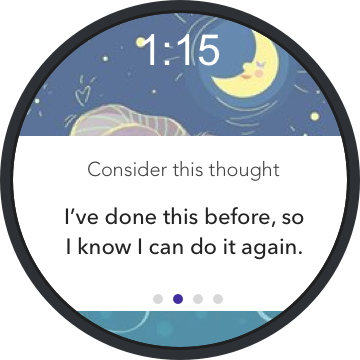 1:15
Consider this thought
I’ve done this before, so
I know I can do it again.